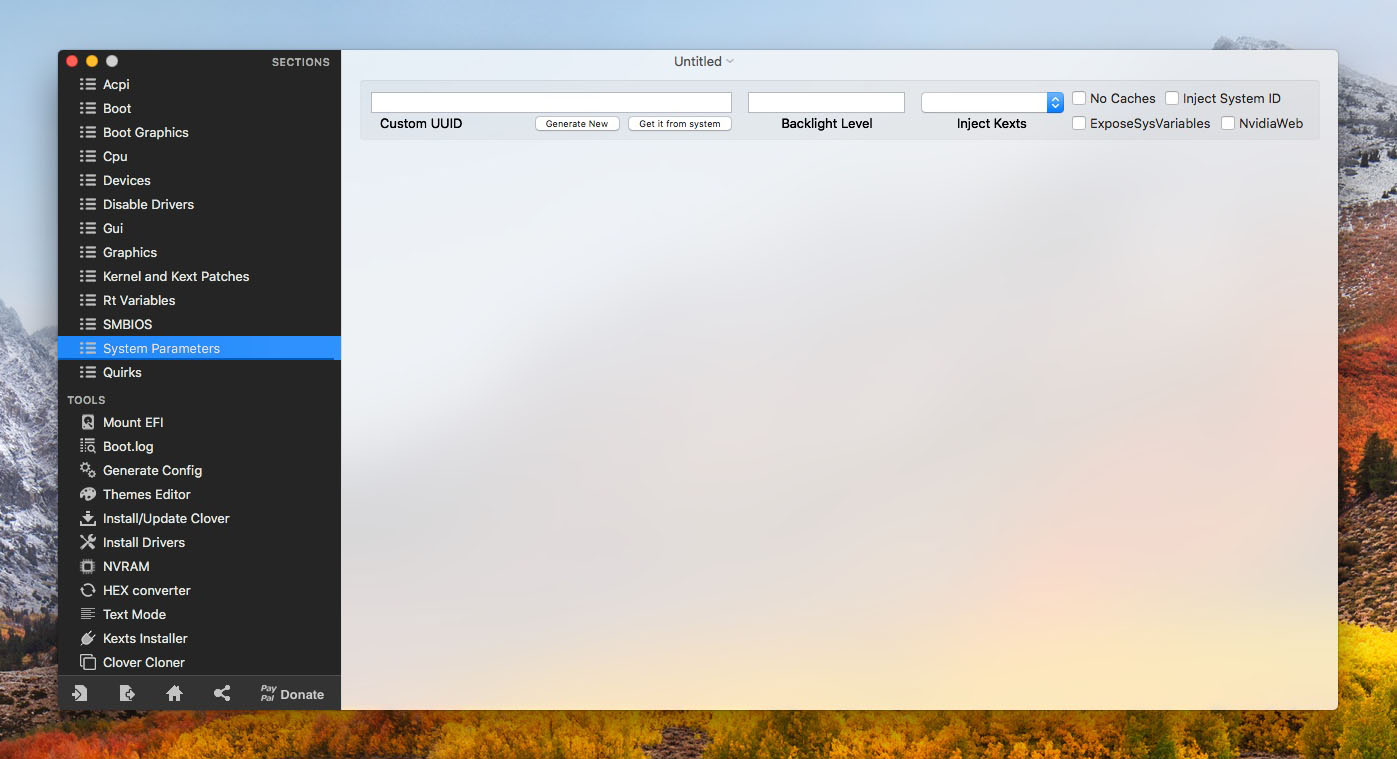 SECTIONS
Acpi
Boot
Boot Graphics
Cpu
Devices
Disable Drivers
Gui
Graphics
Kernel and Kext Patches
Rt Variables
SMBIOS
System Parameters
Quirks
TOOLS
Mount EFI
Boot.log
Generate Config
Themes Editor
Install/Update Clover
Install Drivers
NVRAM
HEX converter
Text Mode
Kexts Installer
Clover Cloner
Pay
Pal
Donate
Untitled
No Caches Inject System ID
Custom UUID Generate New Get it from system Backlight Level Inject Kexts ExposeSysVariables NvidiaWeb